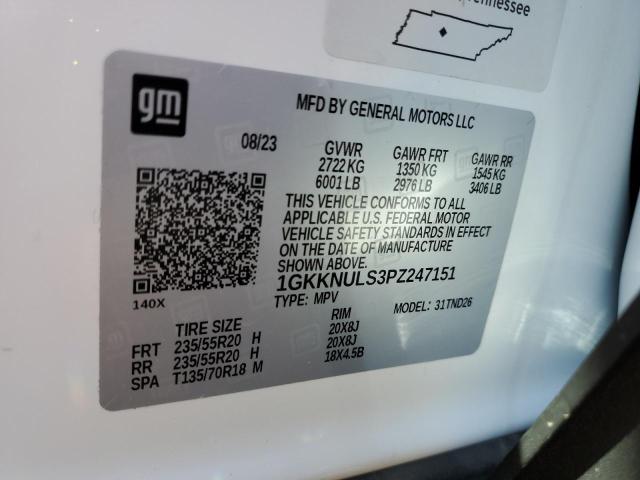 Tennessee
gm
MFD BY GENERAL MOTORS LLC
08/23
GVWR GAWR FRT GAWR RR
2722 KG 1350 KG 1545 KG
6001 LB 2976 LB 3406 LB
THIS VEHICLE CONFORMS TO ALL
APPLICABLE U.S. FEDERAL MOTOR
VEHICLE SAFETY STANDARDS IN EFFECT
ON THE DATE OF MANUFACTURE
SHOWN ABOVE.
1GKKNULS3PZ247151
140X
TYPE: MPV MODEL: 31TND26
TIRE SIZE RIM
FRT 235/55R20 H 20X8J
RR 235/55R20 H 20X8J
SPA T135/70R18 M 18X4.5B